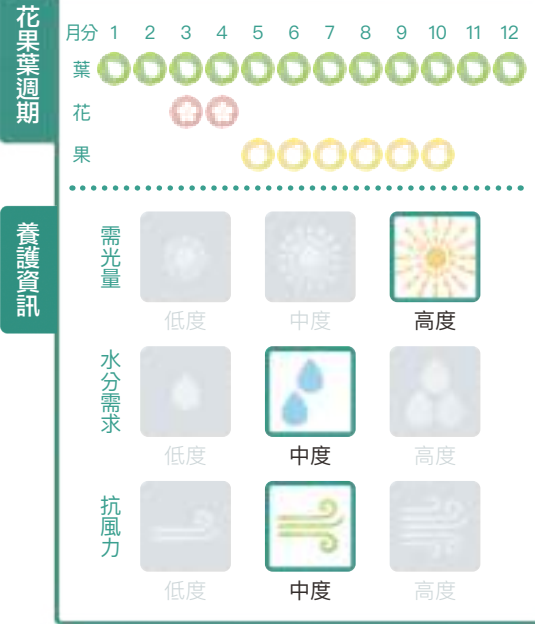 花果葉週期
月分 1 2 3 4 5 6 7 8 9 10 11 12
葉
花
果
養護資訊
需光量
低度 中度 高度
水分需求
低度 中度 高度
抗風力
低度 中度 高度